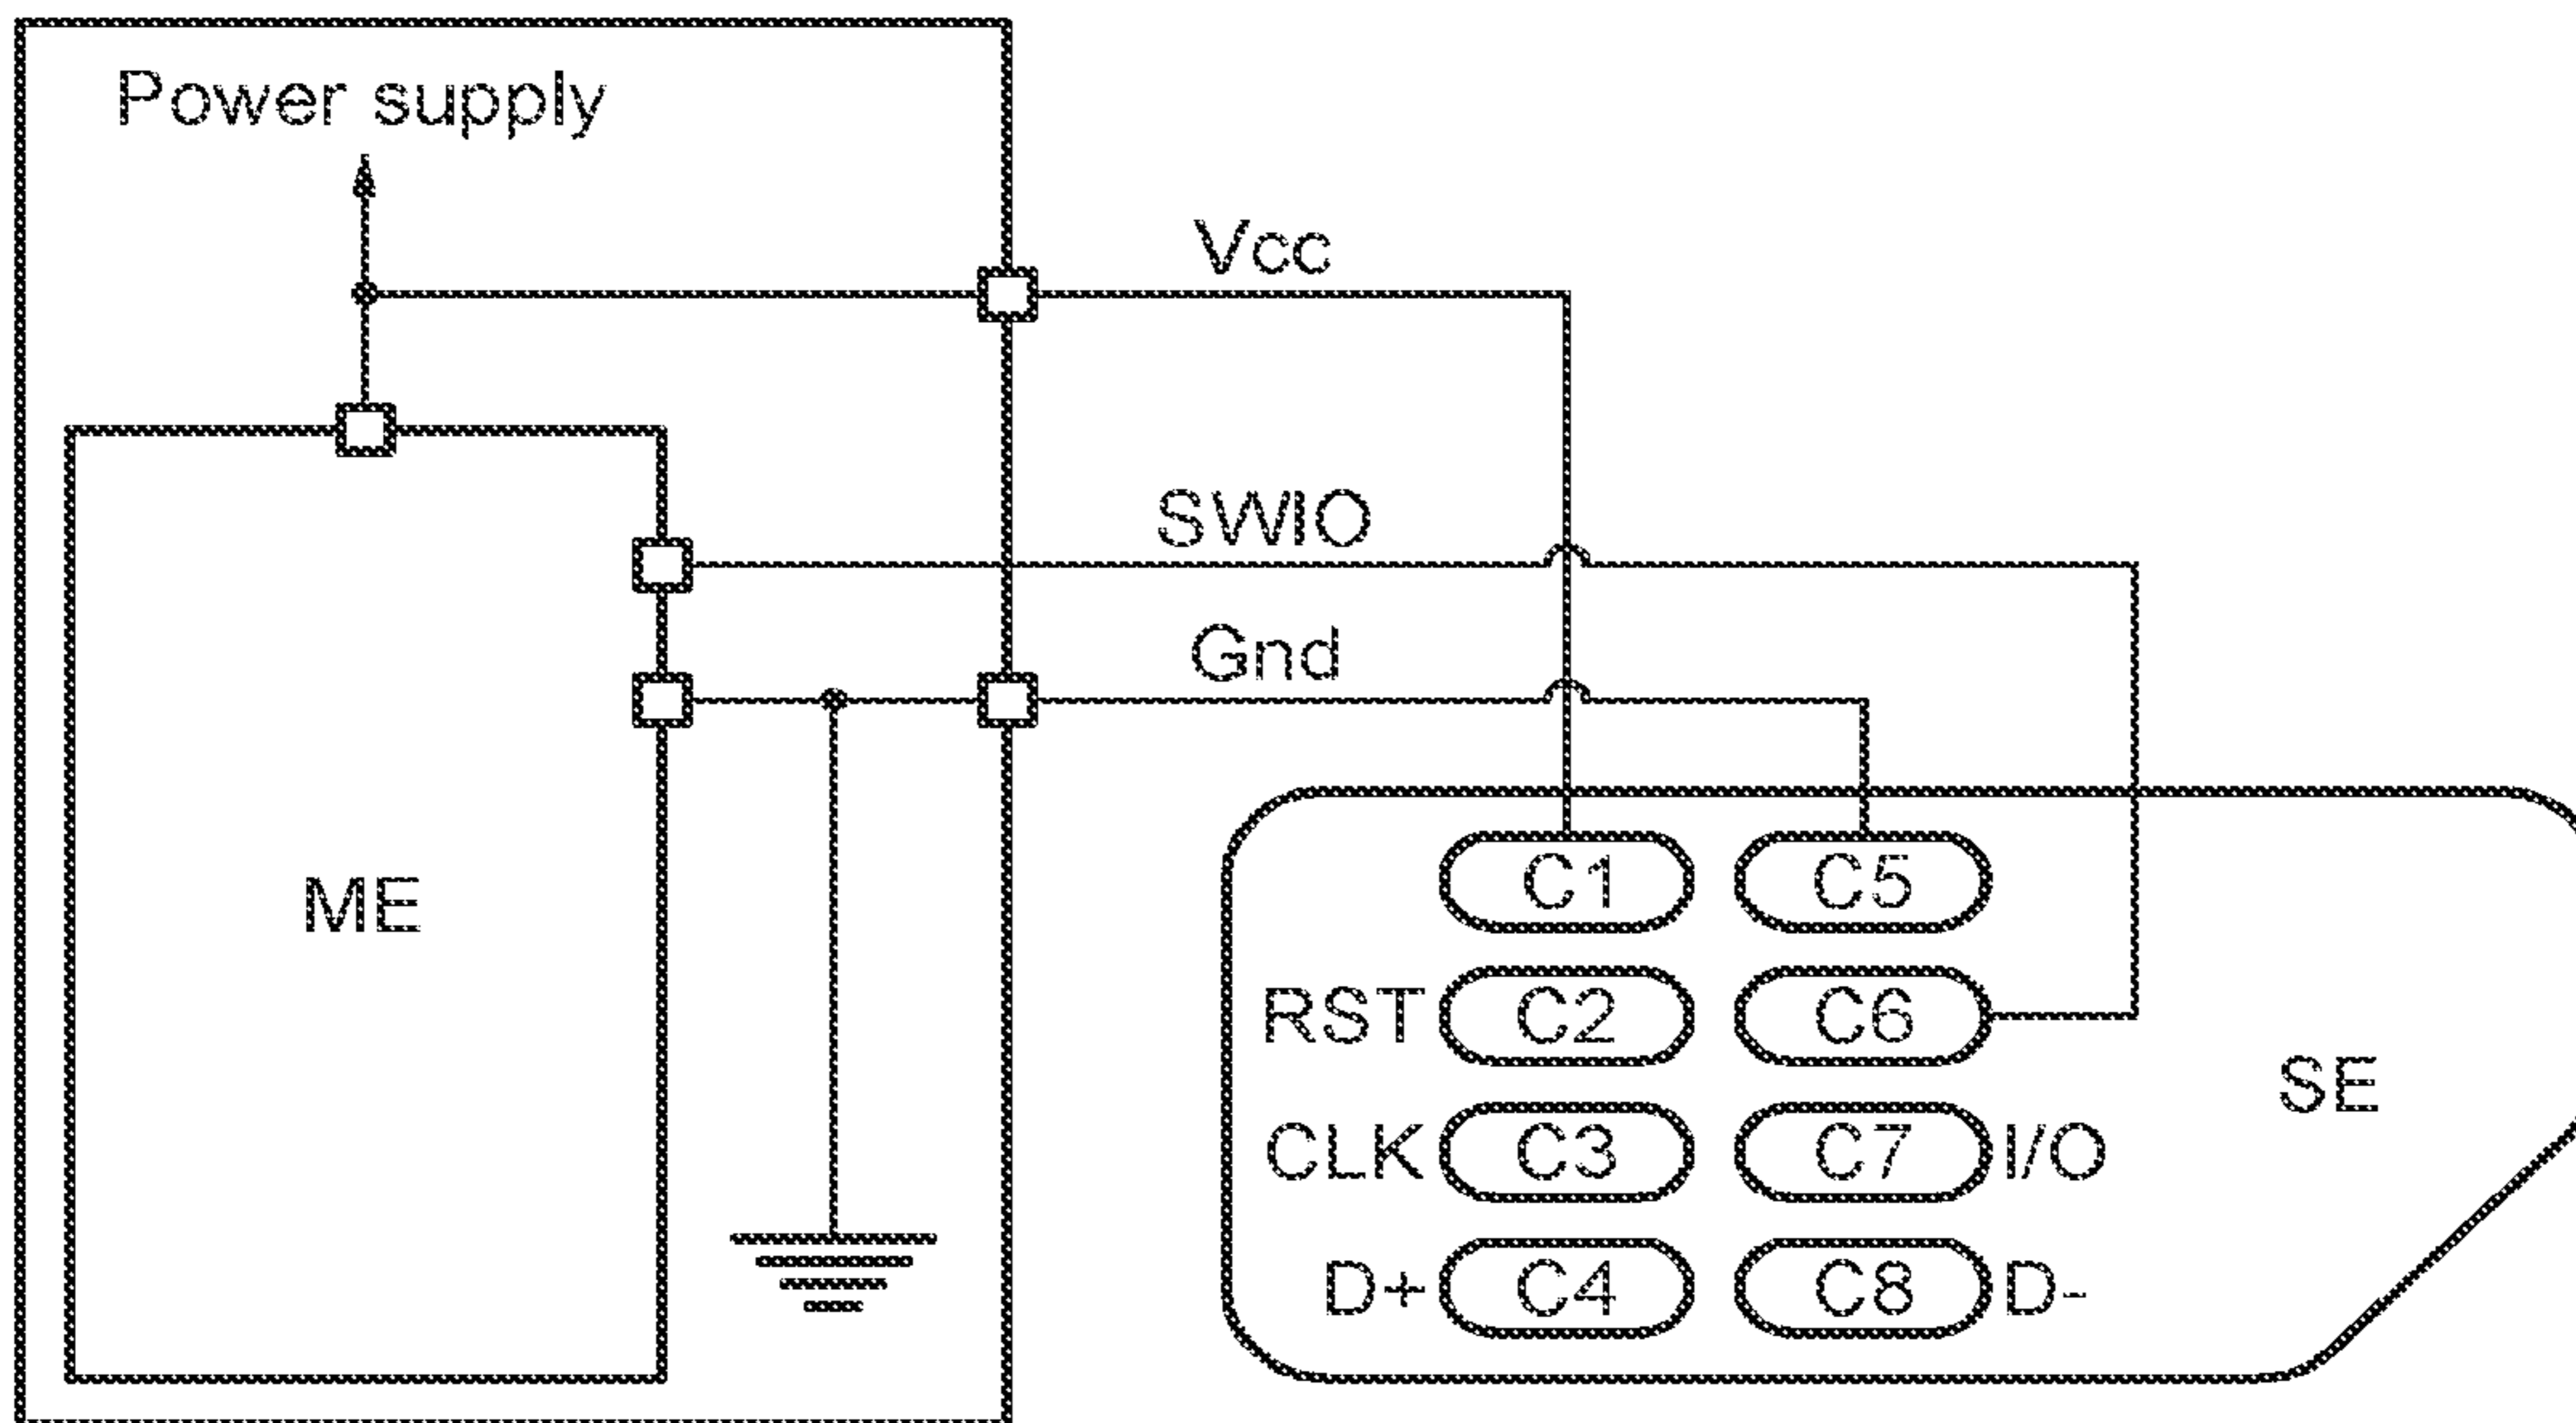 Power supply
Vcc
SWIO
Gnd
ME
C1 C5
RST C2 C6
SE
CLK C3 C7 I/O
D+ C4 C8 D-